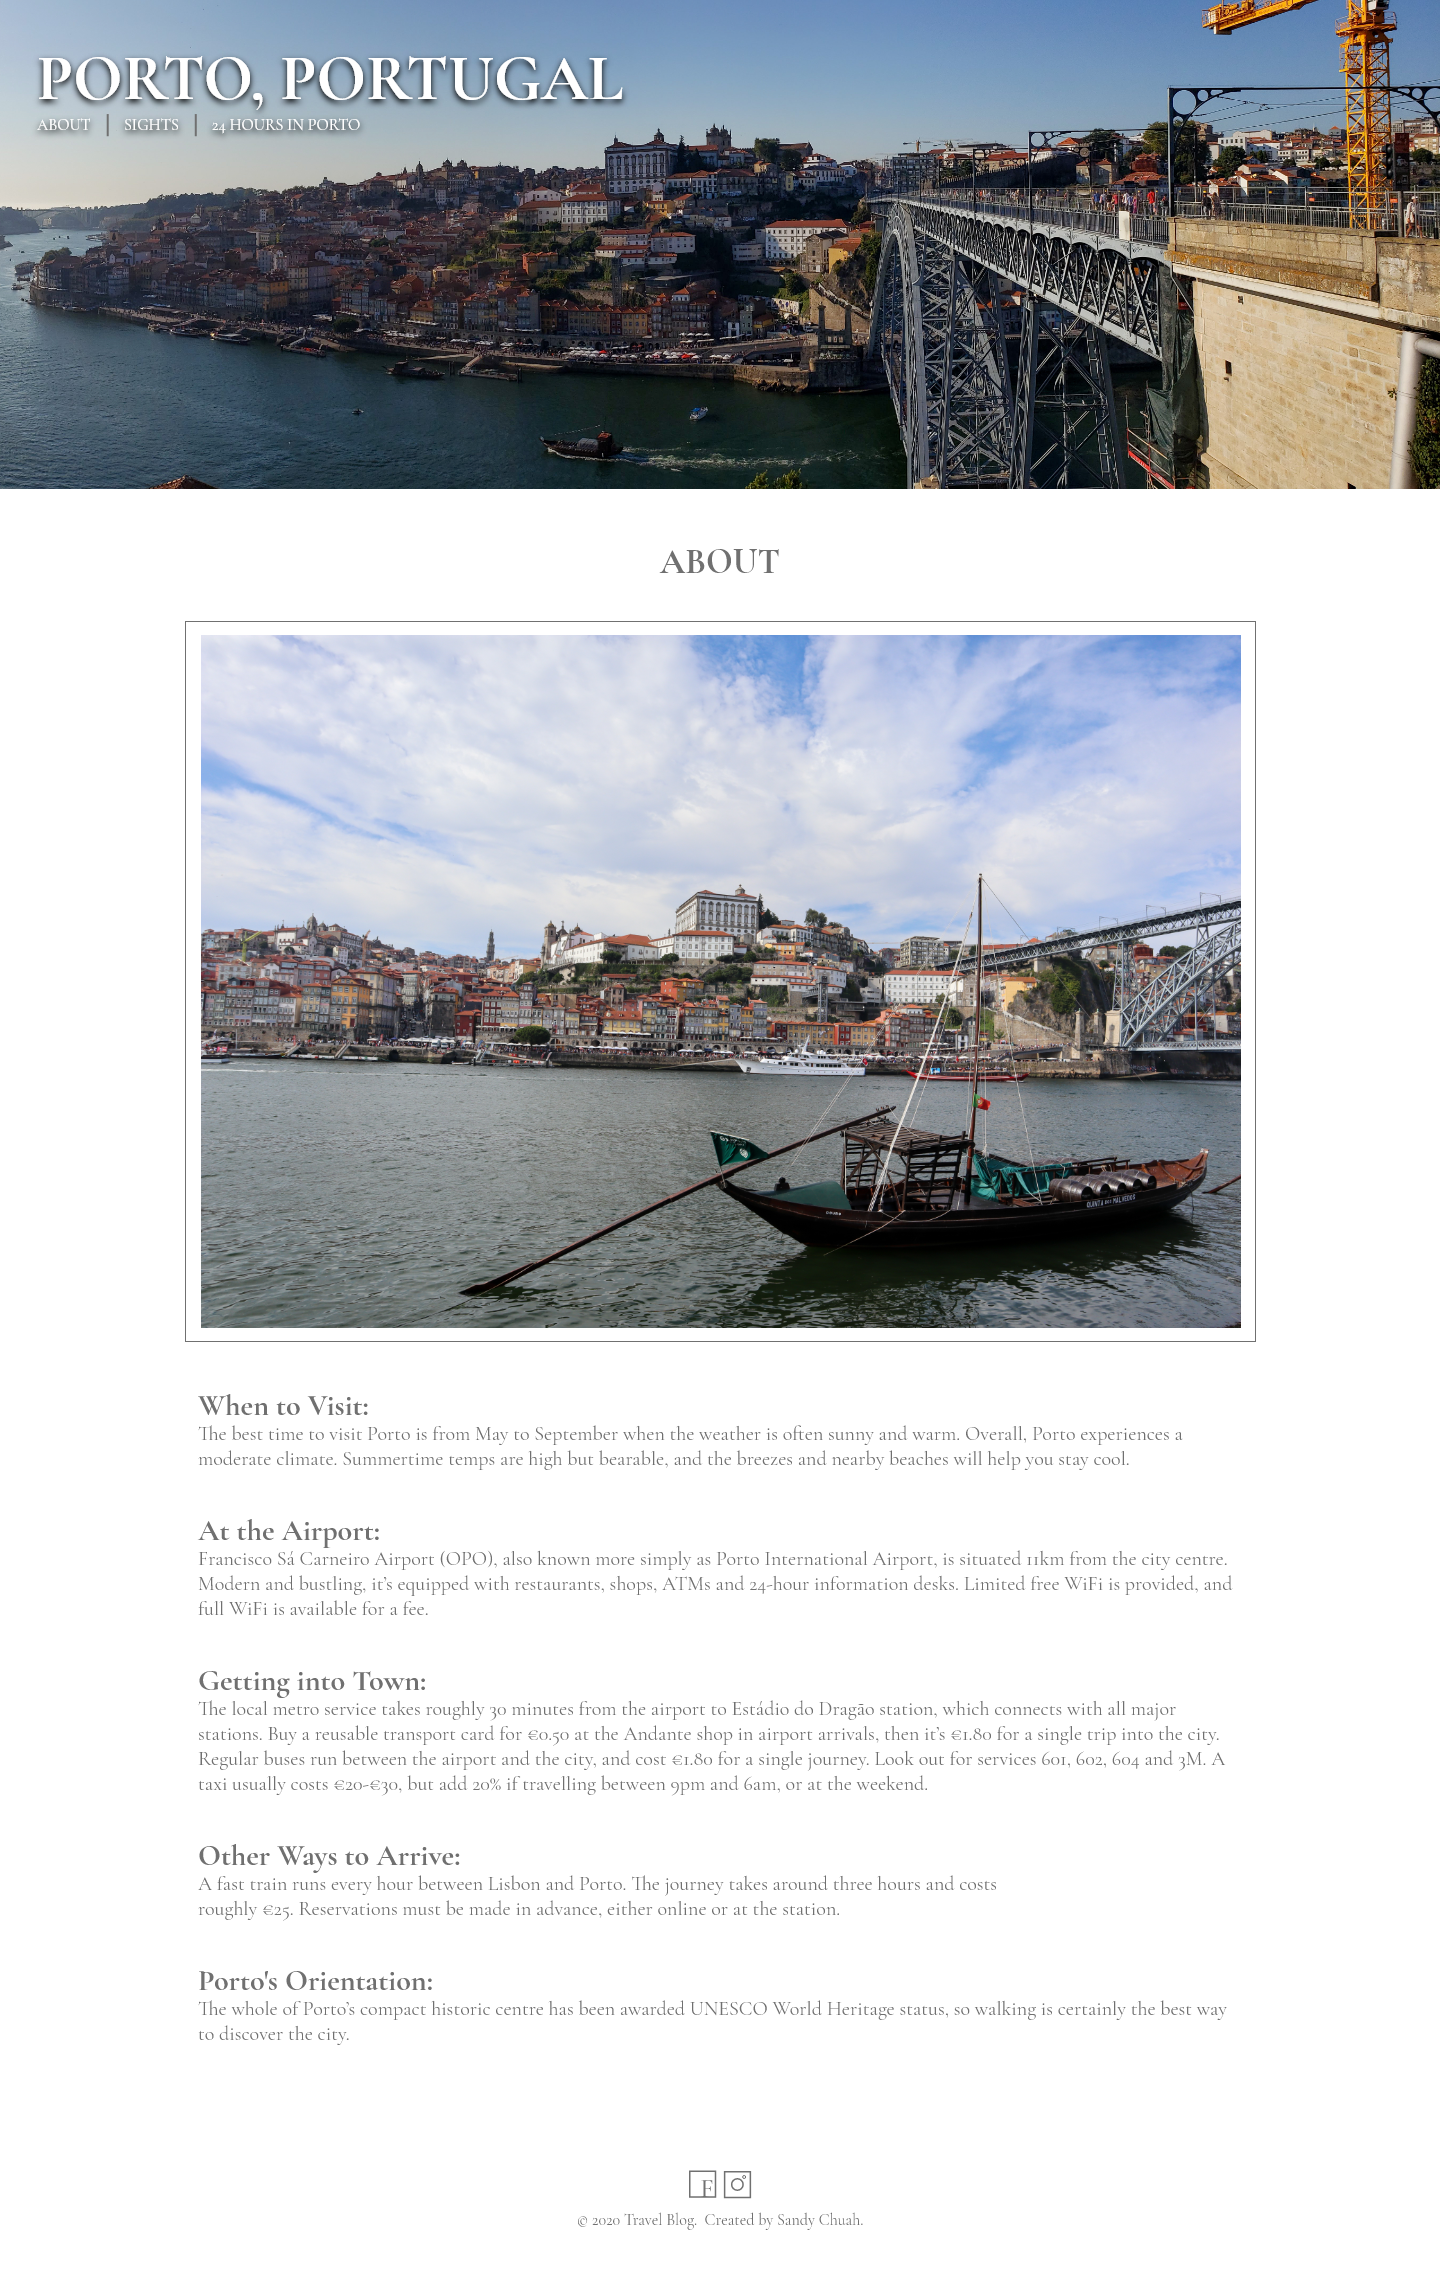 PORTO, PORTUGAL
ABOUT | SIGHTS | 24 HOURS IN PORTO
ABOUT
QUINTA DOS MALVEDOS
When to Visit:
The best time to visit Porto is from May to September when the weather is often sunny and warm. Overall, Porto experiences a
moderate climate. Summertime temps are high but bearable, and the breezes and nearby beaches will help you stay cool.
At the Airport:
Francisco Sá Carneiro Airport (OPO), also known more simply as Porto International Airport, is situated 11km from the city centre.
Modern and bustling, it’s equipped with restaurants, shops, ATMs and 24-hour information desks. Limited free WiFi is provided, and
full WiFi is available for a fee.
Getting into Town:
The local metro service takes roughly 30 minutes from the airport to Estádio do Dragão station, which connects with all major
stations. Buy a reusable transport card for €0.50 at the Andante shop in airport arrivals, then it’s €1.80 for a single trip into the city.
Regular buses run between the airport and the city, and cost €1.80 for a single journey. Look out for services 601, 602, 604 and 3M. A
taxi usually costs €20-€30, but add 20% if travelling between 9pm and 6am, or at the weekend.
Other Ways to Arrive:
A fast train runs every hour between Lisbon and Porto. The journey takes around three hours and costs
roughly €25. Reservations must be made in advance, either online or at the station.
Porto's Orientation:
The whole of Porto’s compact historic centre has been awarded UNESCO World Heritage status, so walking is certainly the best way
to discover the city.
F
© 2020 Travel Blog. Created by Sandy Chuah.